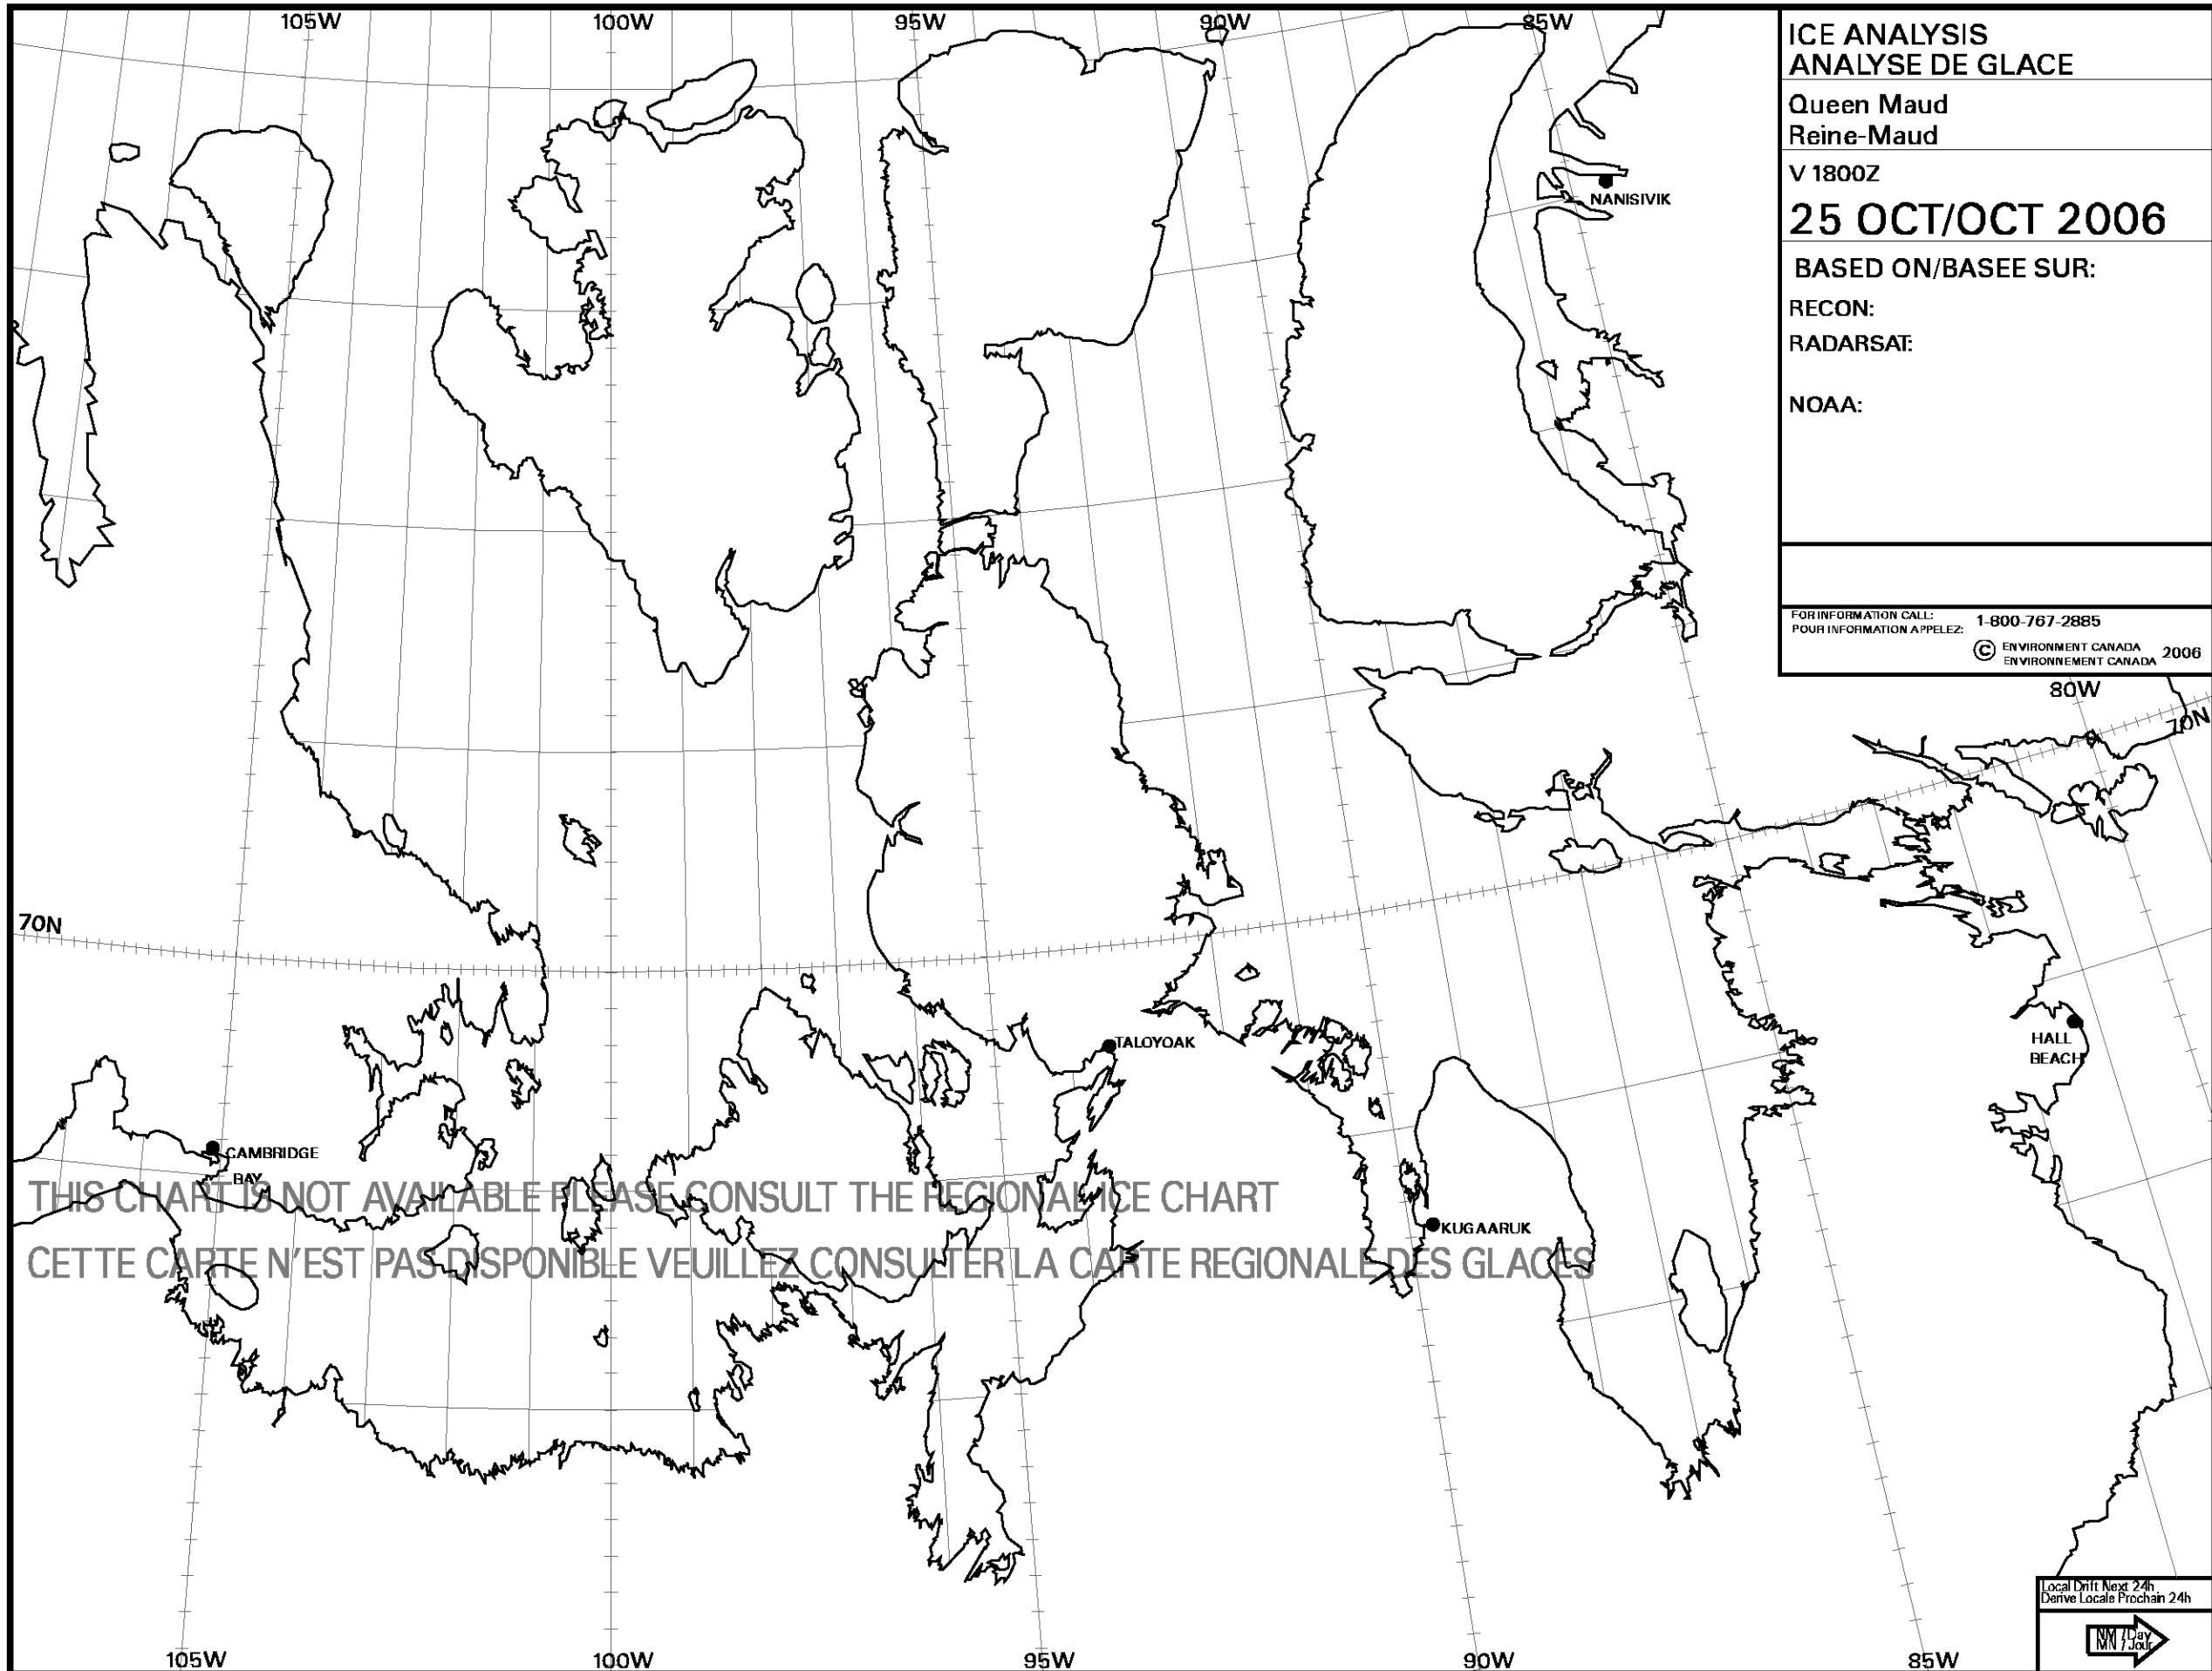 105W
100W
95W
90W
85W
ICE ANALYSIS
ANALYSE DE GLACE
Queen Maud
Reine-Maud
V 1800Z
25 OCT/OCT 2006
BASED ON/BASEE SUR:
RECON:
RADARSAT:
NOAA:
FOR INFORMATION CALL: 1-800-767-2885
POUR INFORMATION APPELEZ:
© ENVIRONMENT CANADA
ENVIRONNEMENT CANADA 2006
NANISIVIK
80W
70N
70N
TALOYOAK
HALL
BEACH
CAMBRIDGE
BAY
THIS CHART IS NOT AVAILABLE PLEASE CONSULT THE REGIONAL ICE CHART
KUGAARUK
CETTE CARTE N'EST PAS DISPONIBLE VEUILLEZ CONSULTER LA CARTE REGIONALE DES GLACES
Local Drift Next 24h
Derive Locale Prochain 24h
NM / Day
MN / Jour
105W
100W
95W
90W
85W